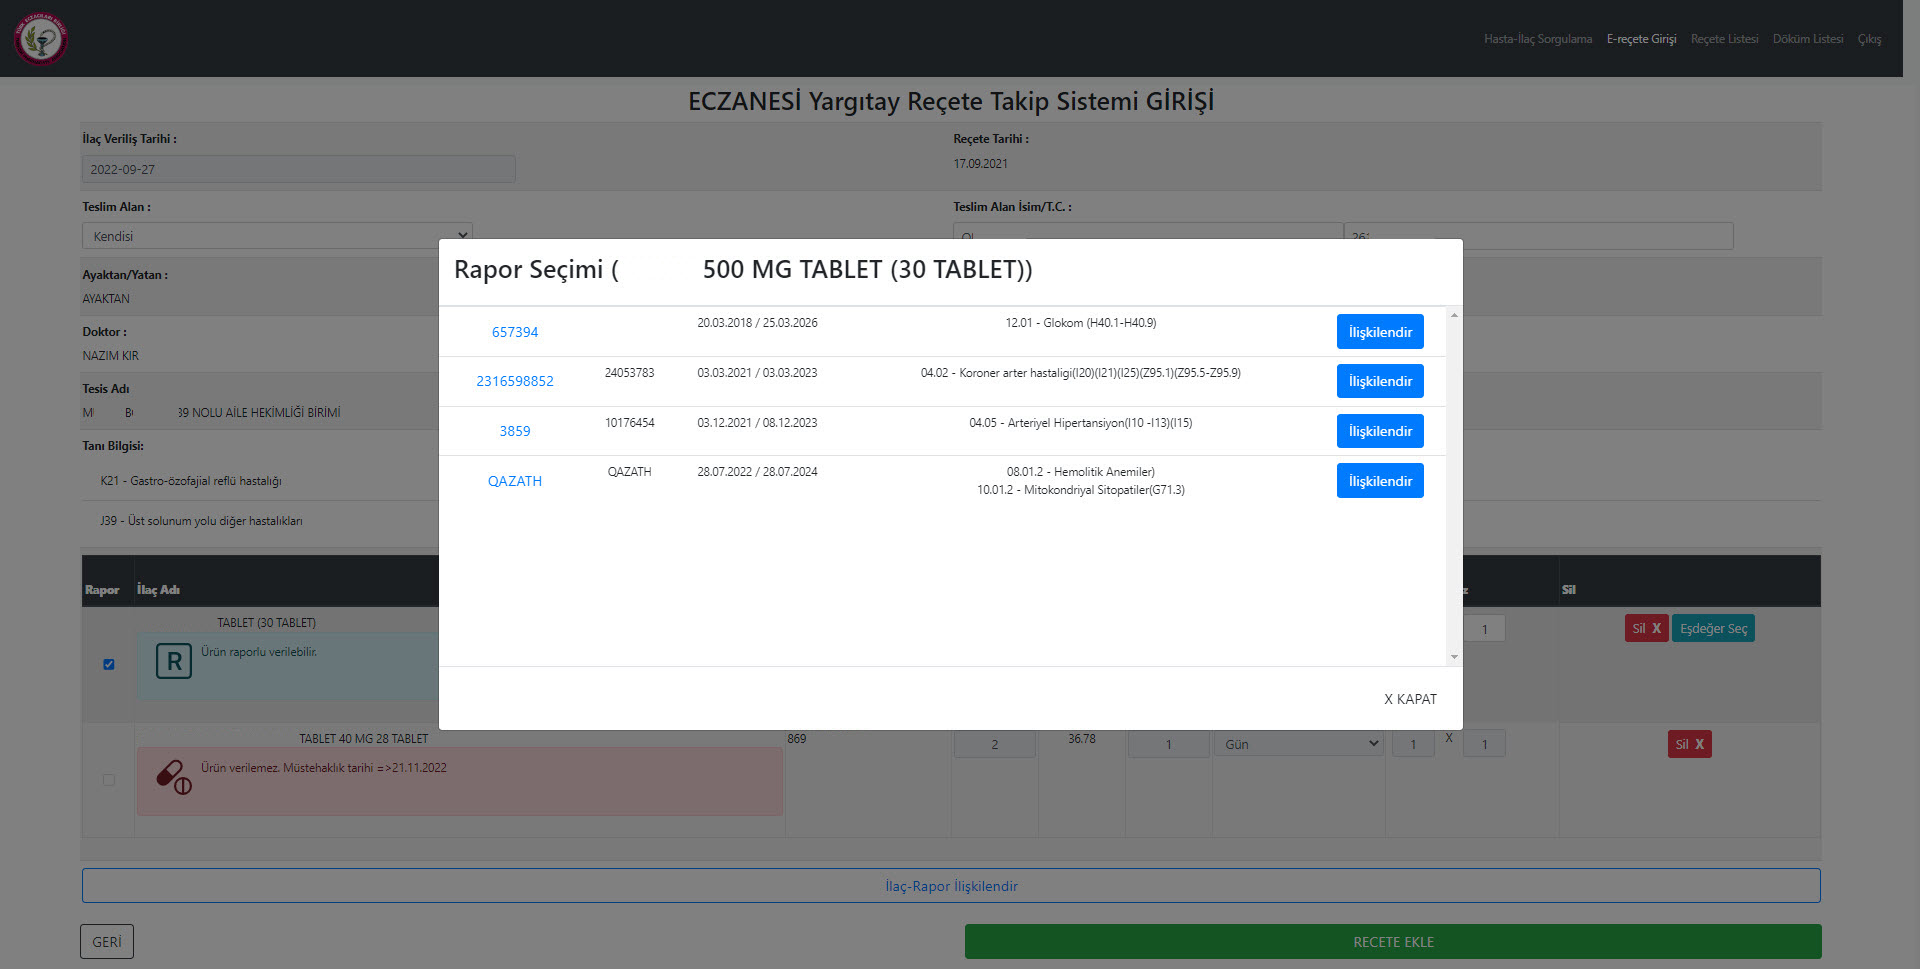 Hasta-İlaç Sorgulama E-reçete Girişi Reçete Listesi Döküm Listesi Çıkış
ECZANESİ Yargıtay Reçete Takip Sistemi GİRİŞİ
İlaç Veriliş Tarihi :
2022-09-27
Reçete Tarihi :
17.09.2021
Teslim Alan :
Kendisi
Teslim Alan İsim/T.C. :
Ayaktan/Yatan :
AYAKTAN
Doktor :
NAZIM KIR
Tesis Adı
39 NOLU AİLE HEKİMLİĞİ BİRİMİ
Tanı Bilgisi:
K21 - Gastro-özofajial reflü hastalığı
J39 - Üst solunum yolu diğer hastalıkları
Rapor Seçimi ( 500 MG TABLET (30 TABLET))
657394 20.03.2018 / 25.03.2026 12.01 - Glokom (H40.1-H40.9) İlişkilendir
2316598852 24053783 03.03.2021 / 03.03.2023 04.02 - Koroner arter hastaligi(I20)(I21)(I25)(Z95.1)(Z95.5-Z95.9) İlişkilendir
3859 10176454 03.12.2021 / 08.12.2023 04.05 - Arteriyel Hipertansiyon(I10 -I13)(I15) İlişkilendir
QAZATH QAZATH 28.07.2022 / 28.07.2024 08.01.2 - Hemolitik Anemiler) İlişkilendir
10.01.2 - Mitokondriyal Sitopatiler(G71.3)
X KAPAT
Rapor İlaç Adı Sil
TABLET (30 TABLET)
R Ürün raporlu verilebilir.
1 Sil X Eşdeğer Seç
TABLET 40 MG 28 TABLET 869 2 36.78 1 Gün 1 X 1 Sil X
Ürün verilemez. Müstehaklık tarihi =>21.11.2022
İlaç-Rapor İlişkilendir
GERİ
RECETE EKLE